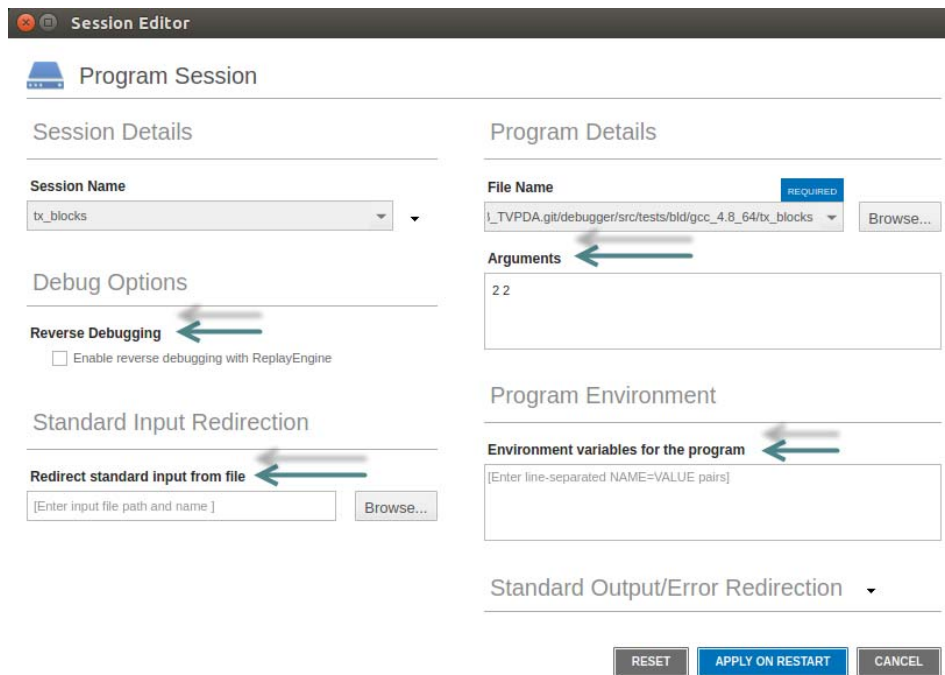 Session Editor
Program Session
Session Details
Session Name
tx_blocks
Debug Options
Reverse Debugging
Enable reverse debugging with ReplayEngine
Standard Input Redirection
Redirect standard input from file
[Enter input file path and name ]
Browse...
Program Details
File Name
REQUIRED
_TVPDA.git/debugger/src/tests/bld/gcc_4.8_64/tx_blocks
Browse...
Arguments
2 2
Program Environment
Environment variables for the program
[Enter line-separated NAME=VALUE pairs]
Standard Output/Error Redirection
RESET
APPLY ON RESTART
CANCEL